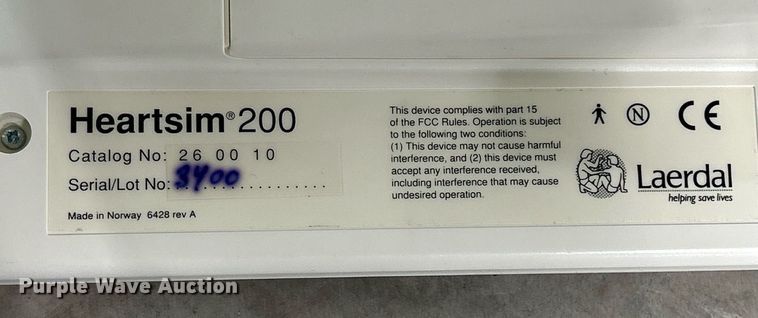 Heartsim® 200
Catalog No: 26 00 10
Serial/Lot No: 3400
Made in Norway 6428 rev A
This device complies with part 15
of the FCC Rules. Operation is subject
to the following two conditions:
(1) This device may not cause harmful
interference, and (2) this device must
accept any interference received,
including interference that may cause
undesired operation.
N CE
Laerdal
helping save lives
Purple Wave Auction